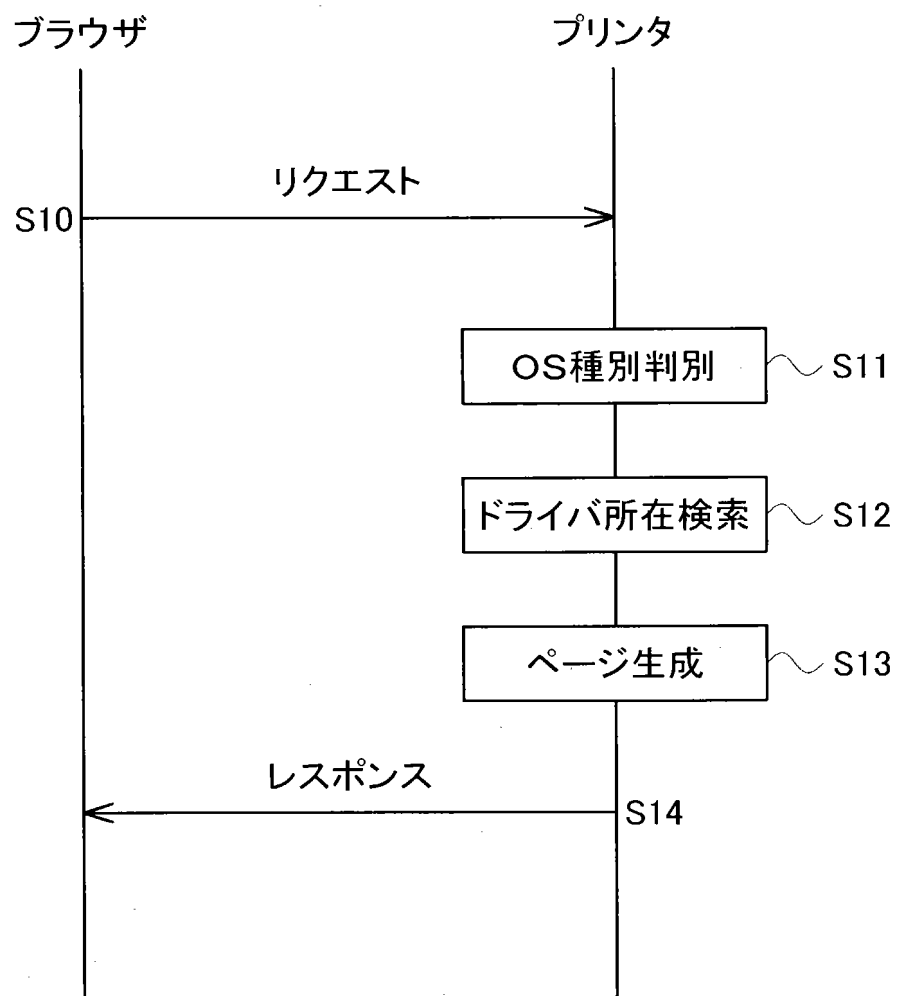 ブラウザ
プリンタ
リクエスト
S10
OS種別判別
S11
ドライバ所在検索
S12
ページ生成
S13
レスポンス
S14